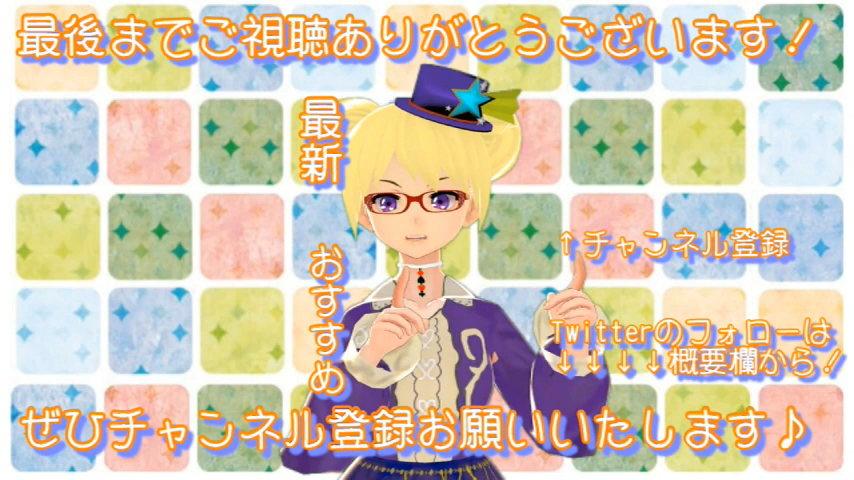 最後までご視聴ありがとうございます！
最新
おすすめ
↑チャンネル登録
Twitterのフォローは
↓↓↓↓概要欄から！
ぜひチャンネル登録お願いいたします♪